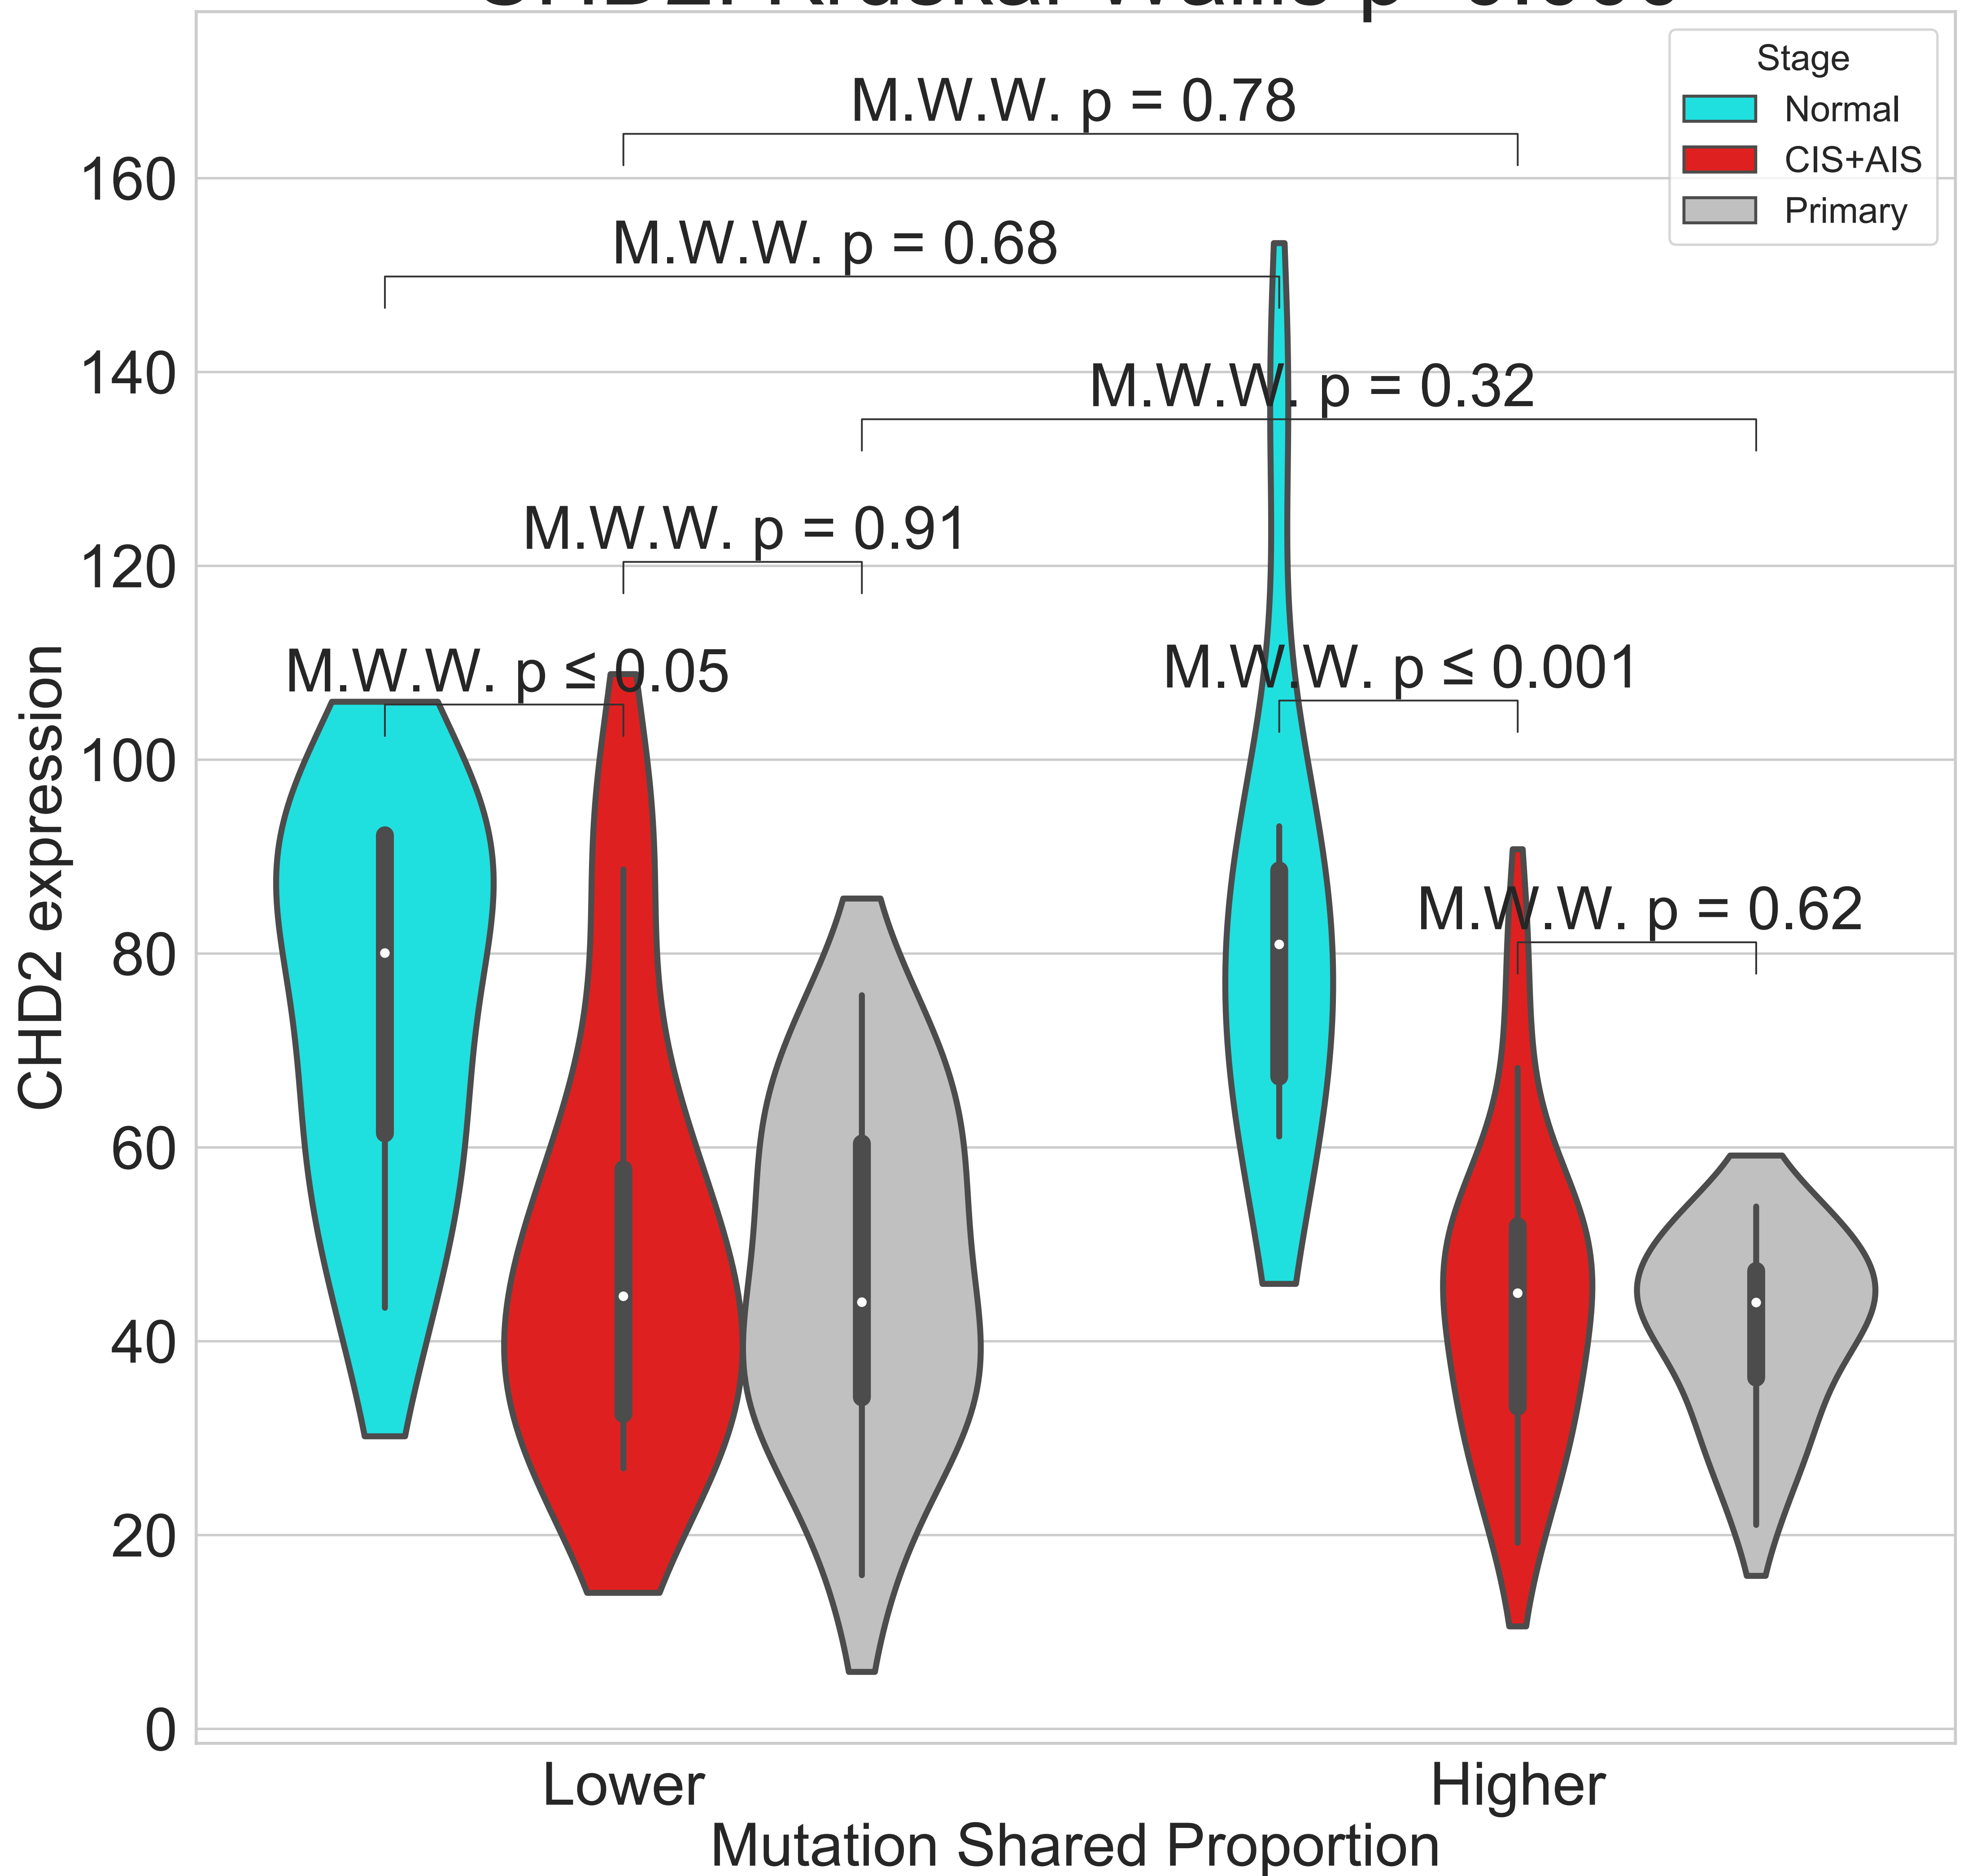 Stage
Normal
CIS+AIS
Primary
M.W.W. p = 0.78
M.W.W. p = 0.68
M.W.W. p = 0.32
M.W.W. p = 0.91
M.W.W. p ≤ 0.05
M.W.W. p ≤ 0.001
M.W.W. p = 0.62
160
140
120
100
80
60
40
20
0
CHD2 expression
Lower
Higher
Mutation Shared Proportion